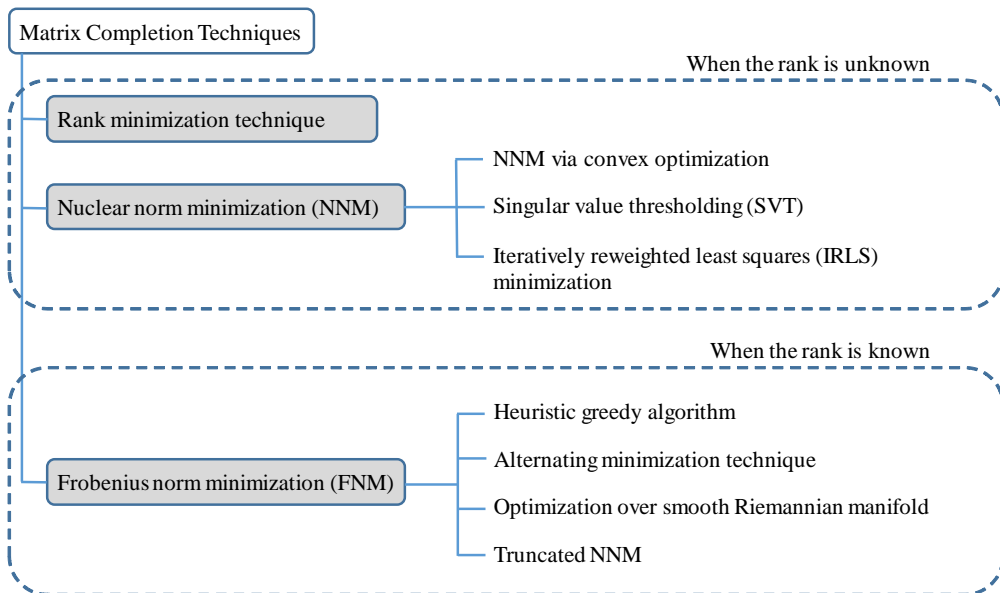 Matrix Completion Techniques
When the rank is unknown
Rank minimization technique
NNM via convex optimization
Nuclear norm minimization (NNM)
Singular value thresholding (SVT)
Iteratively reweighted least squares (IRLS)
minimization
When the rank is known
Heuristic greedy algorithm
Alternating minimization technique
Frobenius norm minimization (FNM)
Optimization over smooth Riemannian manifold
Truncated NNM